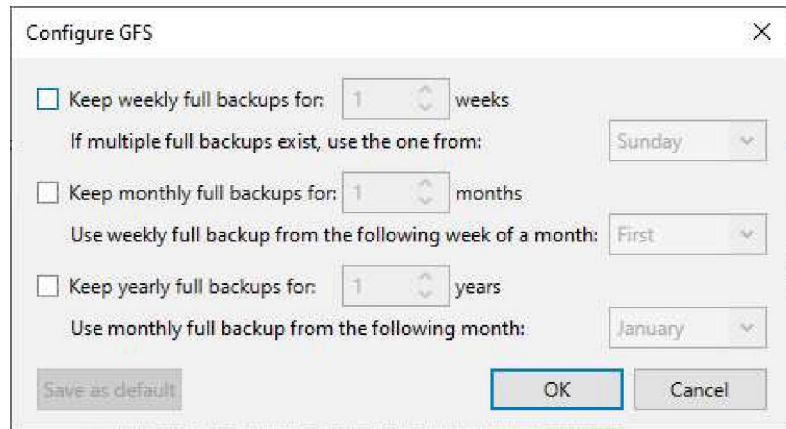 Configure GFS
Keep weekly full backups for: 1 weeks
If multiple full backups exist, use the one from: Sunday
Keep monthly full backups for: 1 months
Use weekly full backup from the following week of a month: First
Keep yearly full backups for: 1 years
Use monthly full backup from the following month: January
Save as default OK Cancel